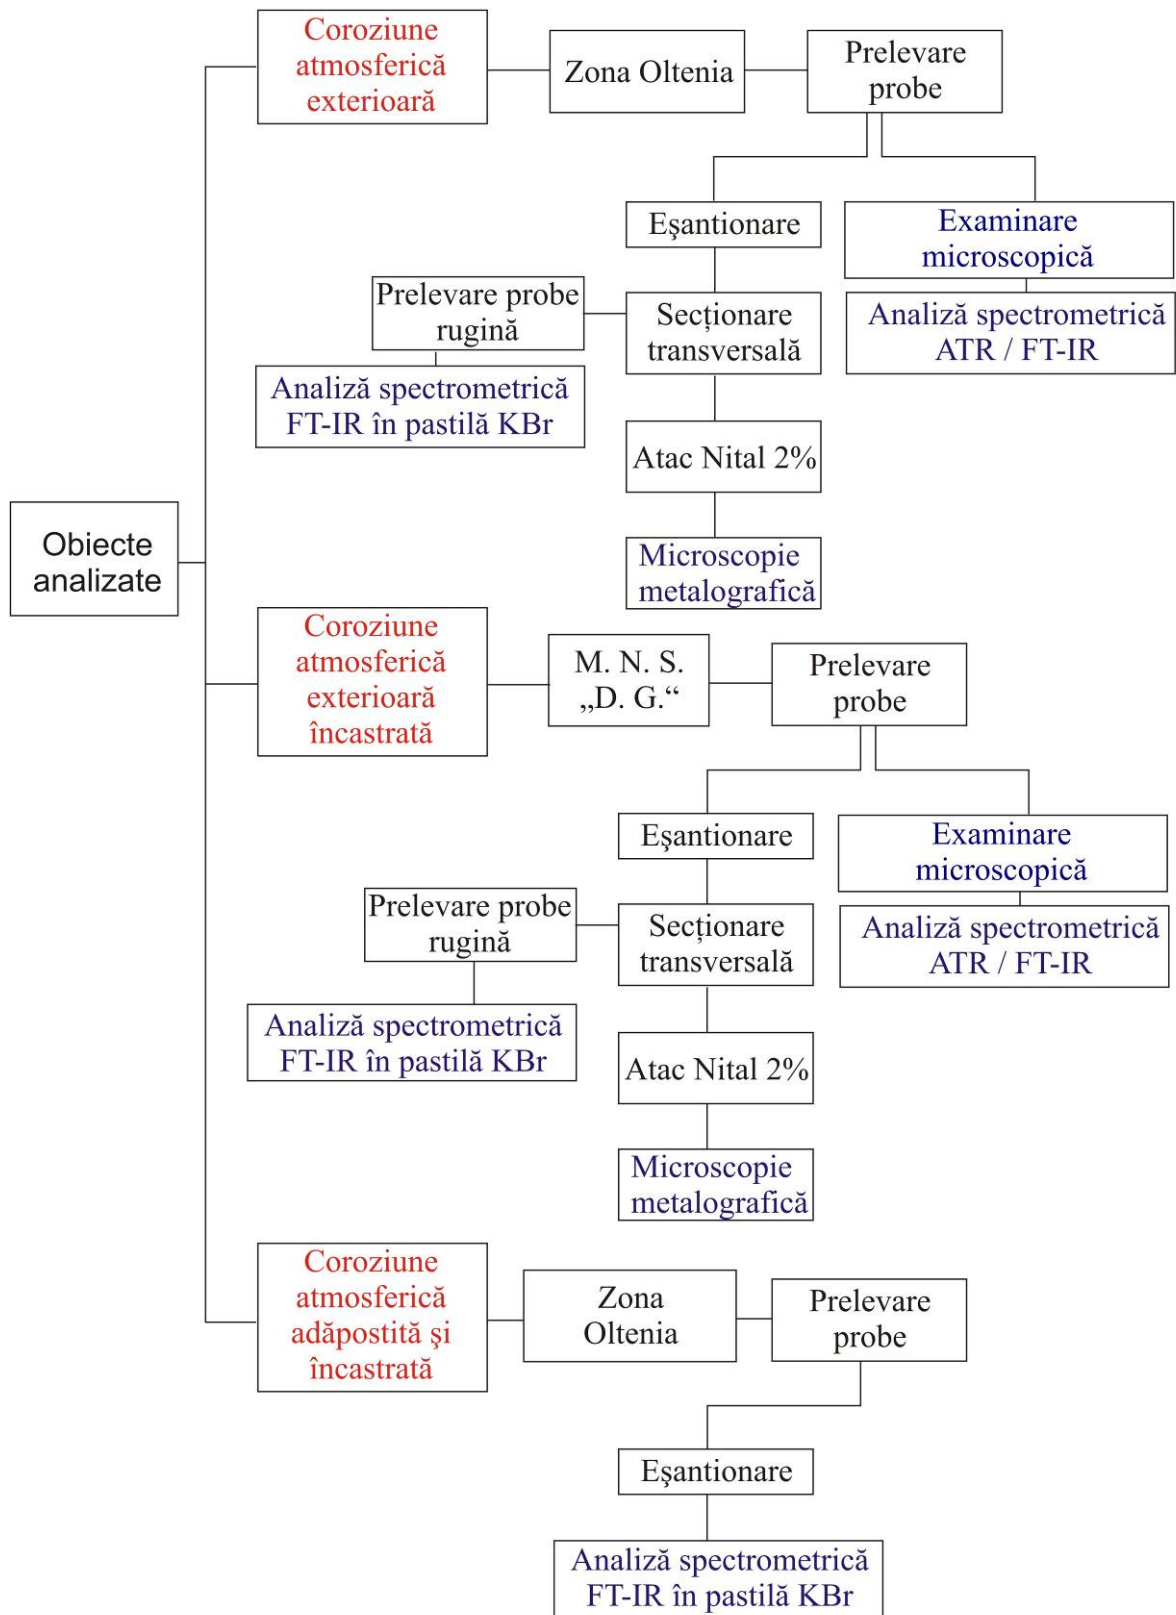 Coroziune
atmosferică
exterioară
Zona Oltenia
Prelevare
probe
Eşantionare
Examinare
microscopică
Prelevare probe
rugină
Secționare
transversală
Analiză spectrometrică
ATR / FT-IR
Analiză spectrometrică
FT-IR în pastilă KBr
Atac Nital 2%
Microscopie
metalografică
Obiecte
analizate
Coroziune
atmosferică
exterioară
încastrată
M. N. S.
„D. G.“
Prelevare
probe
Eşantionare
Examinare
microscopică
Prelevare probe
rugină
Secționare
transversală
Analiză spectrometrică
ATR / FT-IR
Analiză spectrometrică
FT-IR în pastilă KBr
Atac Nital 2%
Microscopie
metalografică
Coroziune
atmosferică
adăpostită şi
încastrată
Zona
Oltenia
Prelevare
probe
Eşantionare
Analiză spectrometrică
FT-IR în pastilă KBr